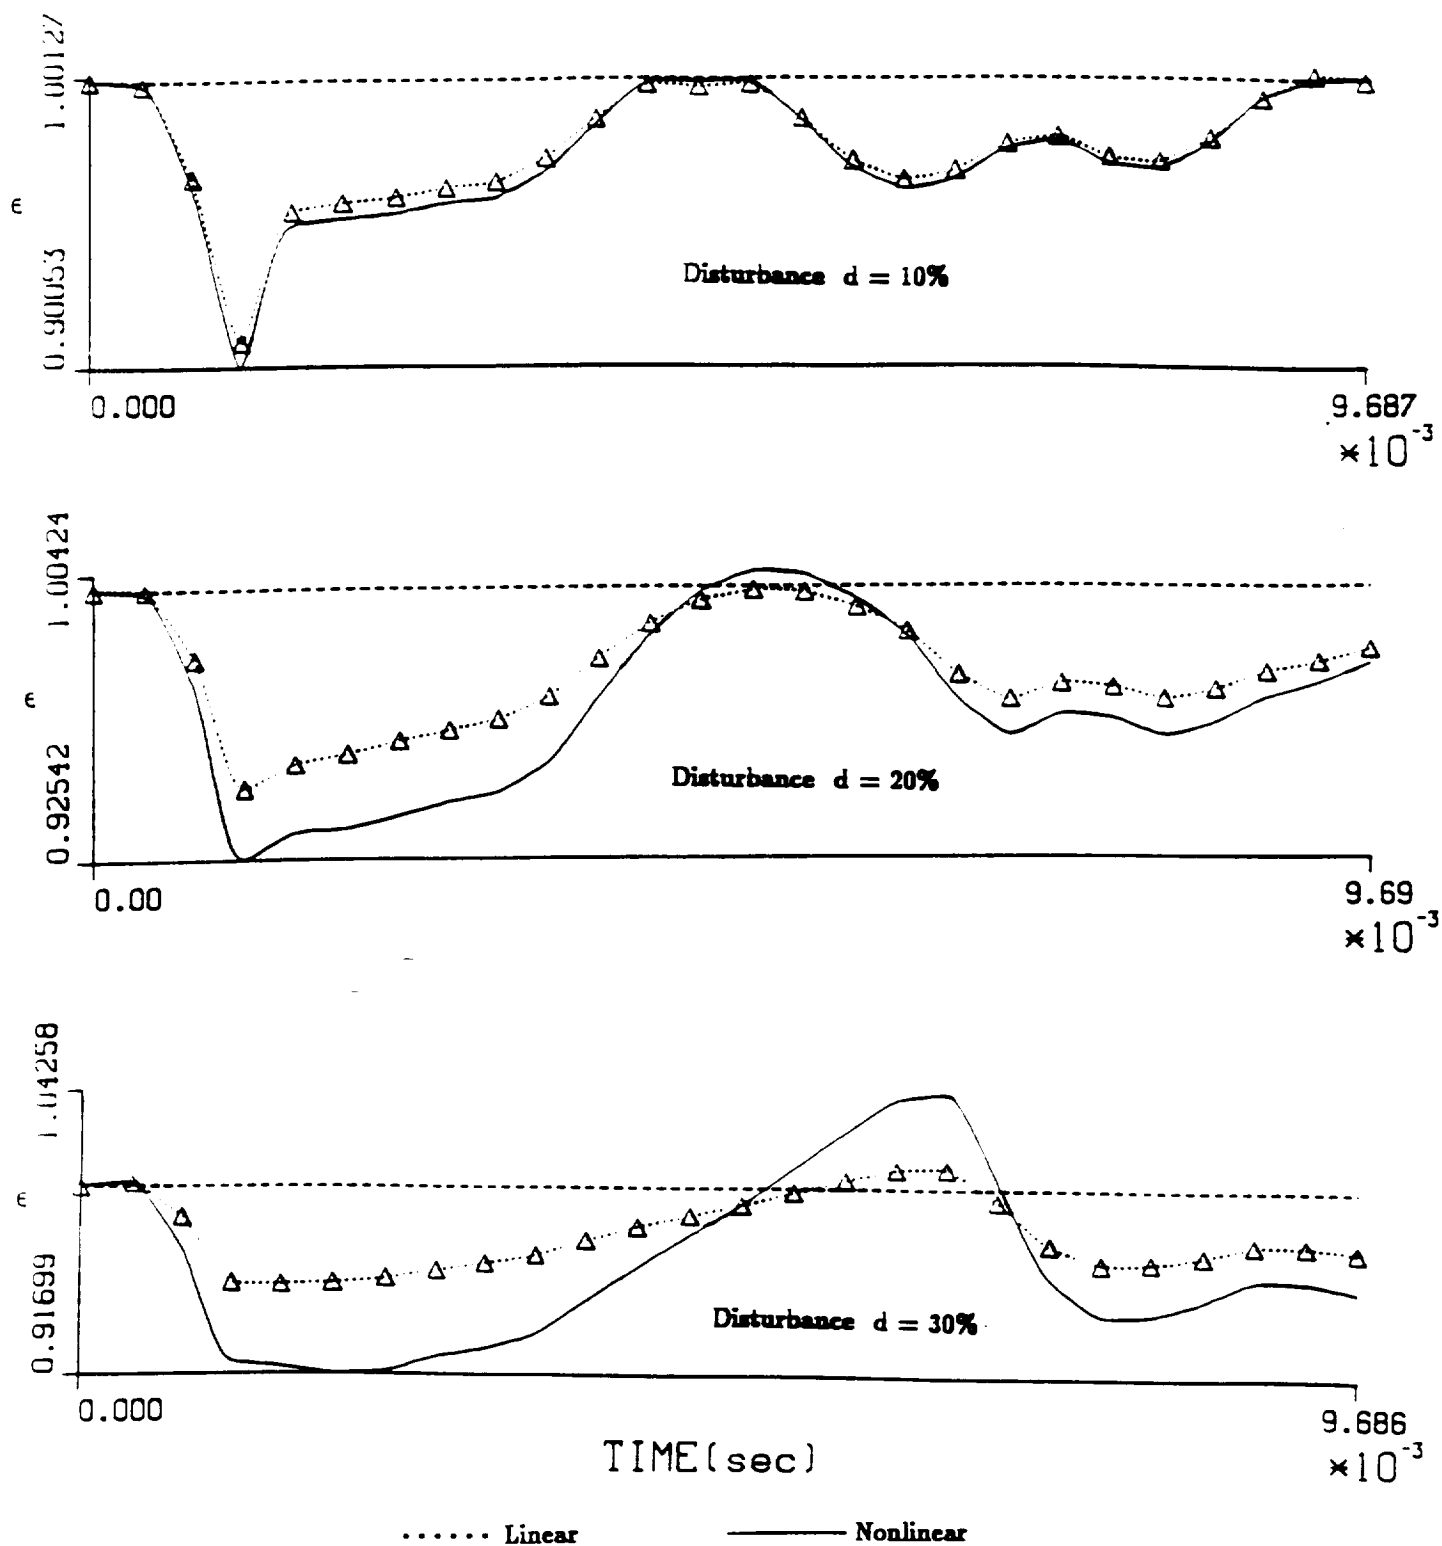 1.00127
ε
0.90053
Disturbance d = 10%
0.000
9.687
×10⁻³
1.00424
ε
0.92542
Disturbance d = 20%
0.00
9.69
×10⁻³
1.04258
ε
0.91699
Disturbance d = 30%
0.000
9.686
×10⁻³
TIME(sec)
Linear
Nonlinear